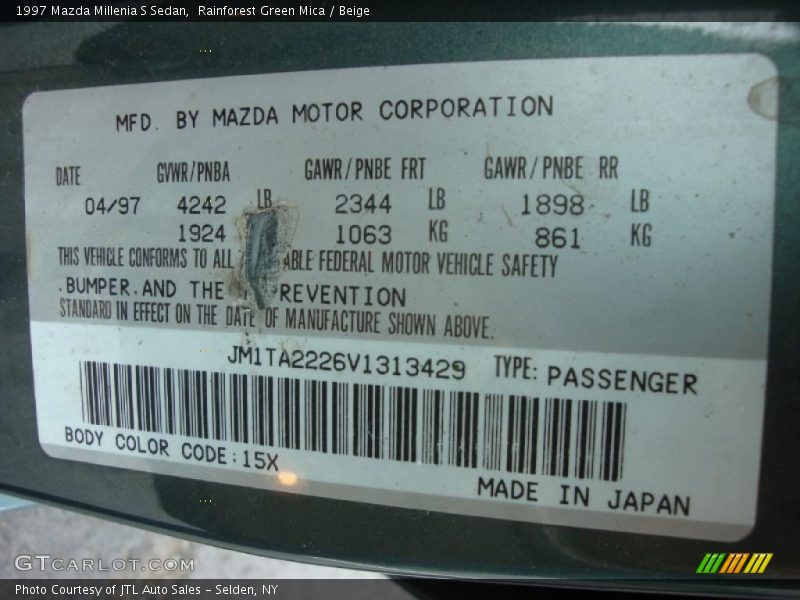 1997 Mazda Millenia S Sedan, Rainforest Green Mica / Beige
MFD. BY MAZDA MOTOR CORPORATION
DATE GVWR/PNBA GAWR/PNBE FRT GAWR/PNBE RR
04/97 4242 LB 2344 LB 1898 LB
1924 1063 KG 861 KG
THIS VEHICLE CONFORMS TO ALL ABLE FEDERAL MOTOR VEHICLE SAFETY
.BUMPER.AND THE REVENTION
STANDARD IN EFFECT ON THE DATE OF MANUFACTURE SHOWN ABOVE.
JM1TA2226V1313429 TYPE: PASSENGER
BODY COLOR CODE:15X
MADE IN JAPAN
GTCarLot.com
Photo Courtesy of JTL Auto Sales - Selden, NY